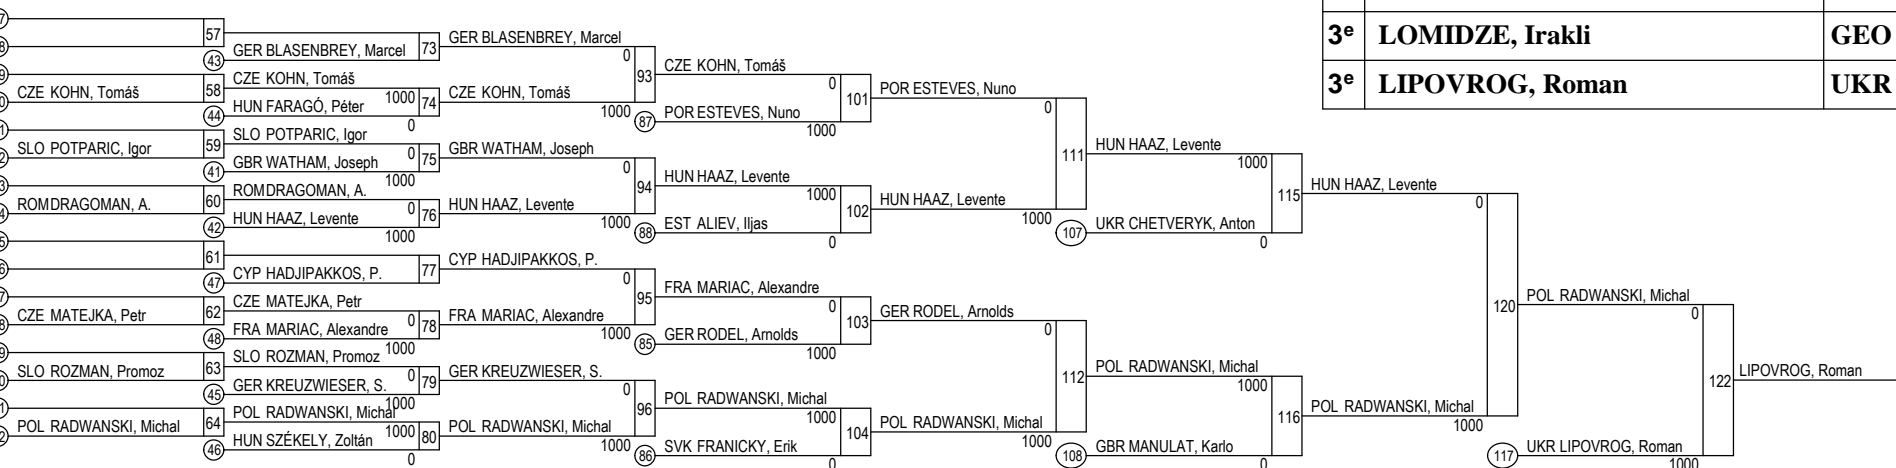 57
GER BLASENBREY, Marcel
43
73
GER BLASENBREY, Marcel
0
93
CZE KOHN, Tomáš
CZE KOHN, Tomáš
58
CZE KOHN, Tomáš
1000
HUN FARAGÓ, Péter
44
0
74
CZE KOHN, Tomáš
1000
0
POR ESTEVES, Nuno
87
1000
101
POR ESTEVES, Nuno
0
SLO POTPARIC, Igor
59
SLO POTPARIC, Igor
0
GBR WATHAM, Joseph
41
1000
75
GBR WATHAM, Joseph
0
94
HUN HAAZ, Levente
1000
ROMDRAGOMAN, A.
60
ROMDRAGOMAN, A.
0
HUN HAAZ, Levente
42
1000
76
HUN HAAZ, Levente
1000
EST ALIEV, Iljas
88
0
102
HUN HAAZ, Levente
1000
111
HUN HAAZ, Levente
1000
UKR CHETVERYK, Anton
107
0
115
HUN HAAZ, Levente
0
61
CYP HADJIPAKKOS, P.
47
77
CYP HADJIPAKKOS, P.
0
95
FRA MARIAC, Alexandre
0
CZE MATEJKA, Petr
62
CZE MATEJKA, Petr
0
FRA MARIAC, Alexandre
48
1000
78
FRA MARIAC, Alexandre
1000
GER RODEL, Arnolds
85
1000
103
GER RODEL, Arnolds
0
SLO ROZMAN, Promoz
63
SLO ROZMAN, Promoz
0
GER KREUZWIESER, S.
45
1000
79
GER KREUZWIESER, S.
0
96
POL RADWANSKI, Michal
1000
POL RADWANSKI, Michal
64
POL RADWANSKI, Michal
1000
HUN SZÉKELY, Zoltán
46
0
80
POL RADWANSKI, Michal
1000
SVK FRANICKY, Erik
86
0
104
POL RADWANSKI, Michal
1000
112
POL RADWANSKI, Michal
1000
GBR MANULAT, Karlo
108
0
116
POL RADWANSKI, Michal
1000
120
POL RADWANSKI, Michal
0
UKR LIPOVROG, Roman
117
1000
122
LIPOVROG, Roman
3e LOMIDZE, Irakli GEO
3e LIPOVROG, Roman UKR